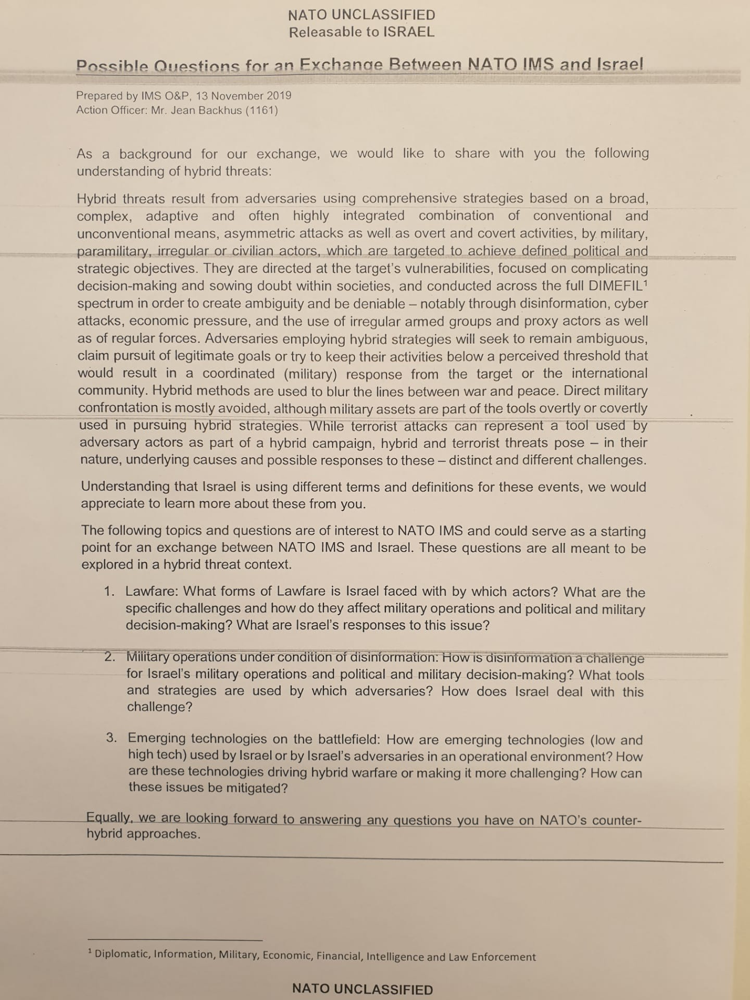 NATO UNCLASSIFIED
Releasable to ISRAEL
Possible Questions for an Exchange Between NATO IMS and Israel
Prepared by IMS O&P, 13 November 2019
Action Officer: Mr. Jean Backhus (1161)
As a background for our exchange, we would like to share with you the following
understanding of hybrid threats:
Hybrid threats result from adversaries using comprehensive strategies based on a broad,
complex, adaptive and often highly integrated combination of conventional and
unconventional means, asymmetric attacks as well as overt and covert activities, by military,
paramilitary, irregular or civilian actors, which are targeted to achieve defined political and
strategic objectives. They are directed at the target's vulnerabilities, focused on complicating
decision-making and sowing doubt within societies, and conducted across the full DIMEFIL¹
spectrum in order to create ambiguity and be deniable – notably through disinformation, cyber
attacks, economic pressure, and the use of irregular armed groups and proxy actors as well
as of regular forces. Adversaries employing hybrid strategies will seek to remain ambiguous,
claim pursuit of legitimate goals or try to keep their activities below a perceived threshold that
would result in a coordinated (military) response from the target or the international
community. Hybrid methods are used to blur the lines between war and peace. Direct military
confrontation is mostly avoided, although military assets are part of the tools overtly or covertly
used in pursuing hybrid strategies. While terrorist attacks can represent a tool used by
adversary actors as part of a hybrid campaign, hybrid and terrorist threats pose – in their
nature, underlying causes and possible responses to these – distinct and different challenges.
Understanding that Israel is using different terms and definitions for these events, we would
appreciate to learn more about these from you.
The following topics and questions are of interest to NATO IMS and could serve as a starting
point for an exchange between NATO IMS and Israel. These questions are all meant to be
explored in a hybrid threat context.
1. Lawfare: What forms of Lawfare is Israel faced with by which actors? What are the
specific challenges and how do they affect military operations and political and military
decision-making? What are Israel's responses to this issue?
2. Military operations under condition of disinformation: How is disinformation a challenge
for Israel's military operations and political and military decision-making? What tools
and strategies are used by which adversaries? How does Israel deal with this
challenge?
3. Emerging technologies on the battlefield: How are emerging technologies (low and
high tech) used by Israel or by Israel's adversaries in an operational environment? How
are these technologies driving hybrid warfare or making it more challenging? How can
these issues be mitigated?
Equally, we are looking forward to answering any questions you have on NATO's counter-
hybrid approaches.
¹ Diplomatic, Information, Military, Economic, Financial, Intelligence and Law Enforcement
NATO UNCLASSIFIED